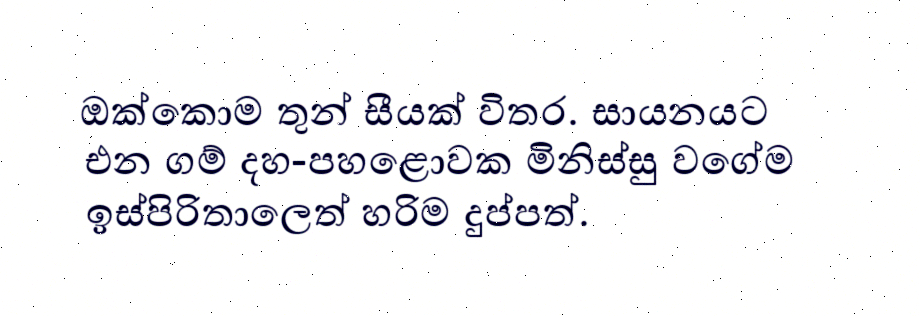 ඔක්කොම තුන් සීයක් විතර. සායනයට
එන ගම් දහ-පහළොවක මිනිස්සු වගේම
ඉස්පිරිතාලෙත් හරිම දුප්පත්.